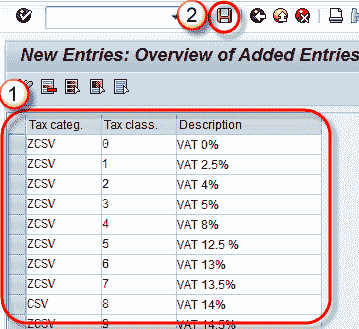 2
New Entries: Overview of Added Entries
1
Tax categ. Tax class. Description
ZCSV 0 VAT 0%
ZCSV 1 VAT 2.5%
ZCSV 2 VAT 4%
ZCSV 3 VAT 5%
ZCSV 4 VAT 8%
ZCSV 5 VAT 12.5 %
ZCSV 6 VAT 13%
ZCSV 7 VAT 13.5%
CSV 8 VAT 14%
ZCSV 9 VAT 14.5%